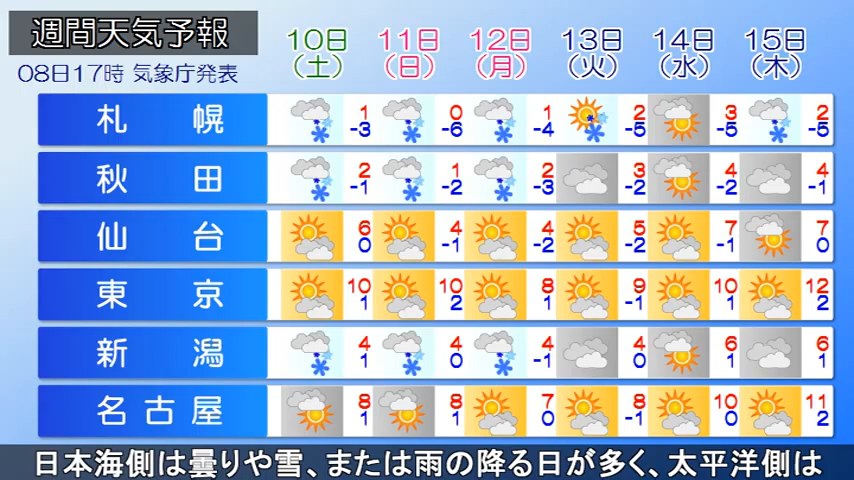 週間天気予報
08日17時 気象庁発表
10日 11日 12日 13日 14日 15日
(土) (日) (月) (火) (水) (木)
札幌 1 -3 0 -6 1 -4 2 -5 3 -5 2 -5
秋田 2 -1 1 -2 2 -3 3 -2 4 -2 4 -1
仙台 6 0 4 -1 4 -2 5 -2 7 -1 7 0
東京 10 1 10 2 8 1 9 -1 10 1 12 2
新潟 4 1 4 0 4 -1 4 0 6 1 6 1
名古屋 8 1 8 1 7 0 8 -1 10 0 11 2
日本海側は曇りや雪、または雨の降る日が多く、太平洋側は